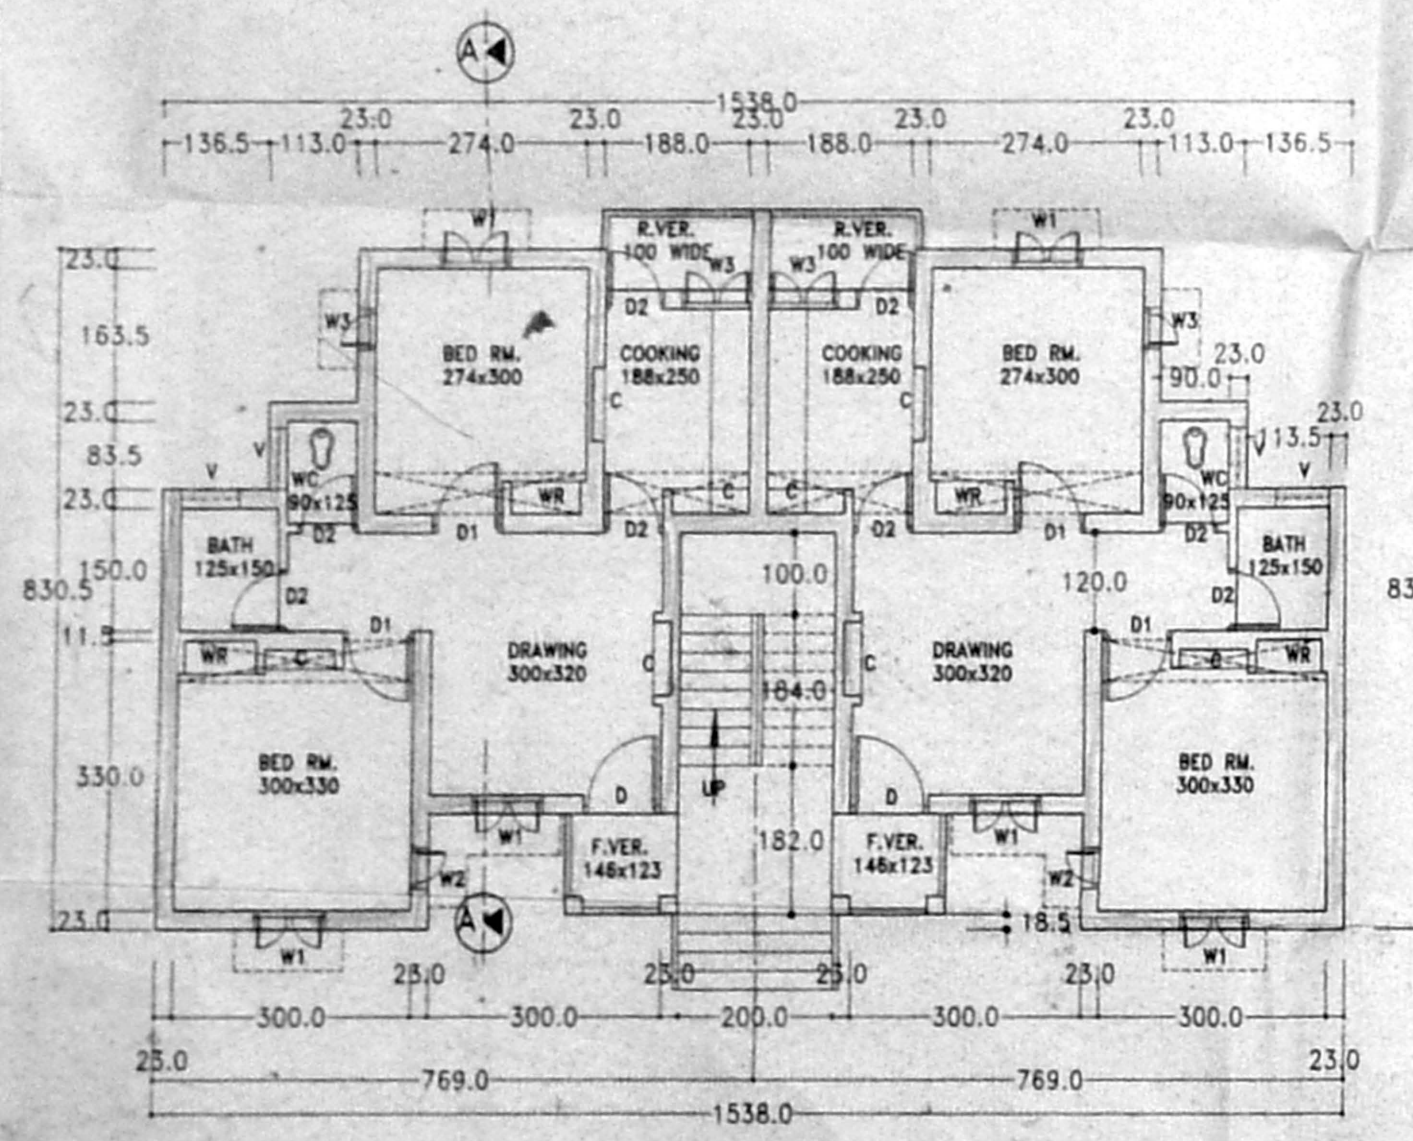 A
1538.0
23.0 23.0 23.0 23.0 23.0
136.5 113.0 274.0 188.0 188.0 274.0 113.0 136.5
W1 R.VER. R.VER. W1
100 WIDE 100 WIDE
23.0 W3 W3
D2 D2
163.5 W3 W3
BED RM. COOKING COOKING BED RM. 23.0
274x300 188x250 188x250 274x300 90.0
23.0 C C 23.0
83.5 V V 113.5
V WC WC V
23.0 90x125 WR C C WR 90x125
D2 D1 D2 D2 D1 D2
BATH BATH
125x150 125x150
150.0 100.0 120.0
830.5 83
D2 D2
11.5 D1 D1
WR C DRAWING DRAWING C WR
300x320 C C 300x320
184.0
BED RM. BED RM.
330.0 300x330 300x330
UP
D D
W1 F.VER. 182.0 F.VER. W1
146x123 146x123
W2 W2
23.0 A 18.5
W1 W1
23.0 23.0 23.0 23.0
300.0 300.0 200.0 300.0 300.0
23.0 23.0
769.0 769.0
1538.0